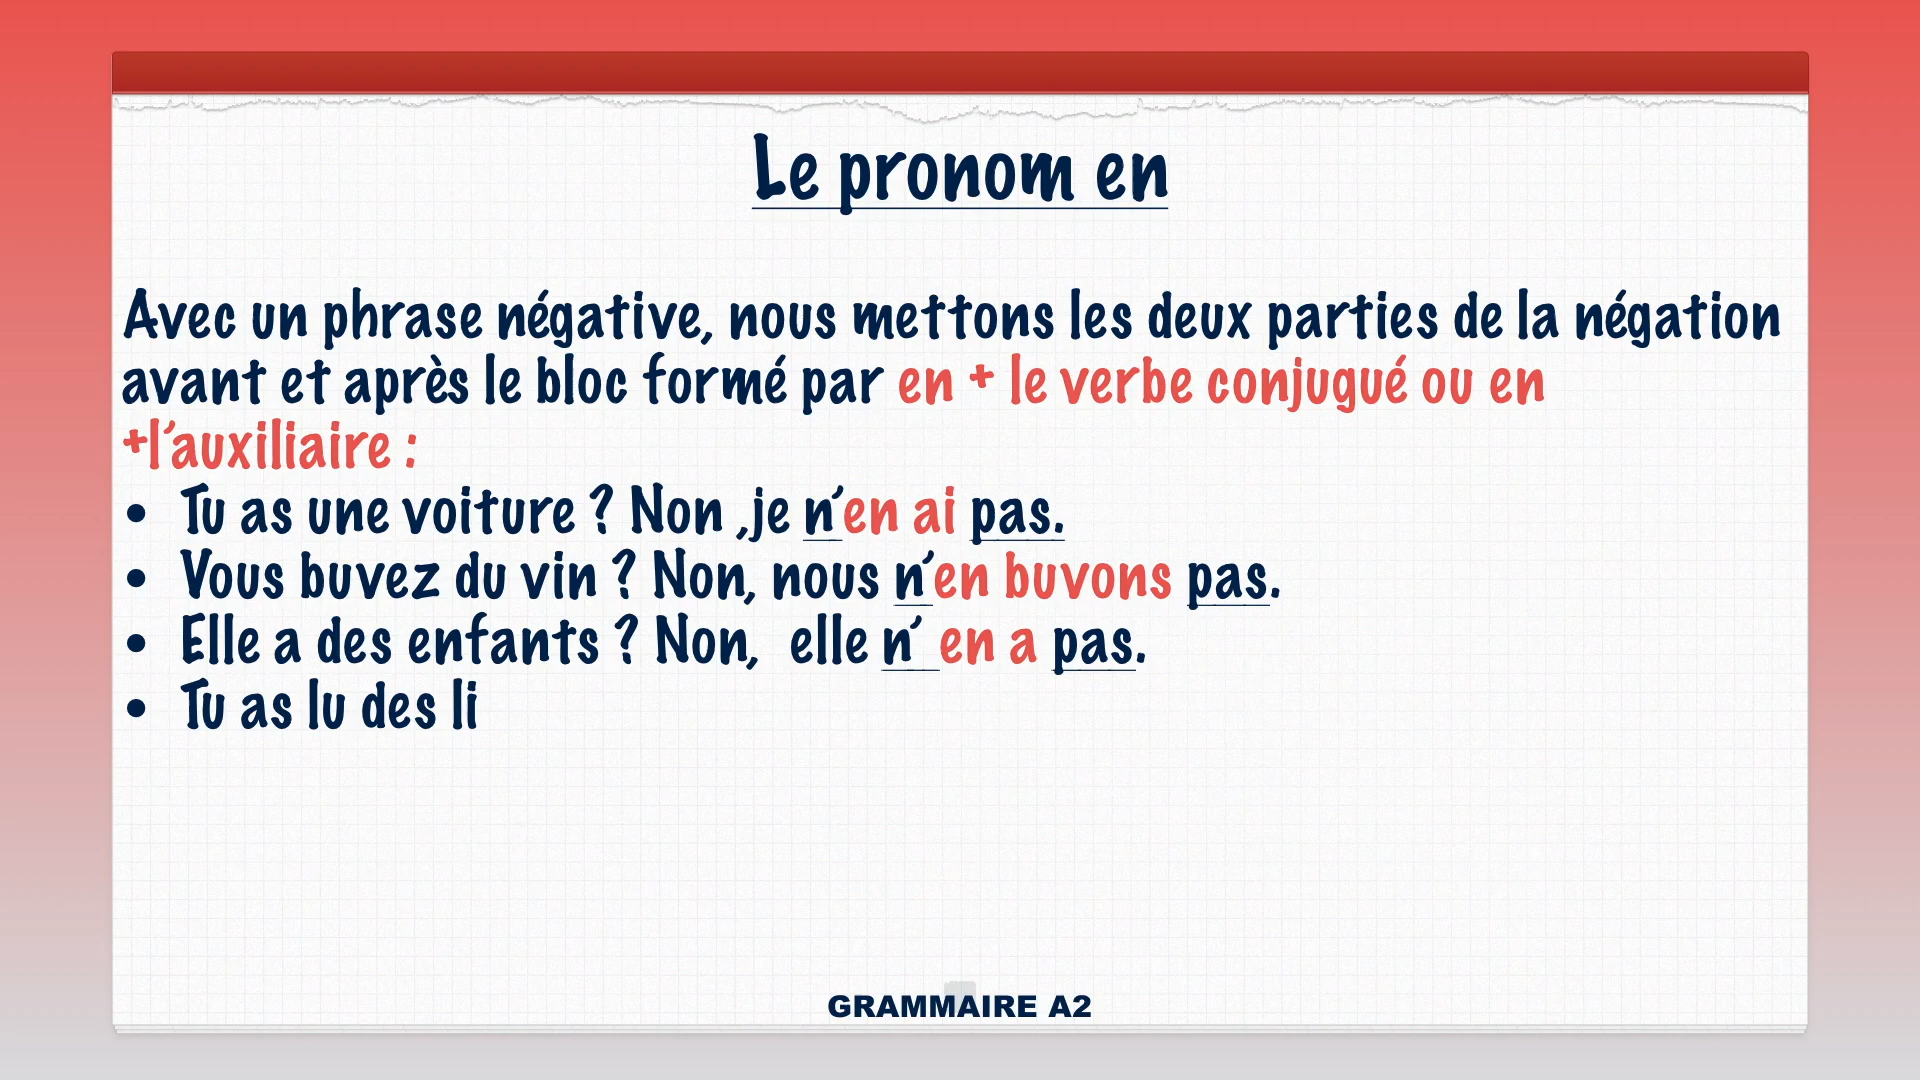 Le pronom en
Avec un phrase négative, nous mettons les deux parties de la négation
avant et après le bloc formé par en + le verbe conjugué ou en
+l'auxiliaire :
• Tu as une voiture ? Non ,je n'en ai pas.
• Vous buvez du vin ? Non, nous n'en buvons pas.
• Elle a des enfants ? Non,  elle n' en a pas.
• Tu as lu des li
GRAMMAIRE A2